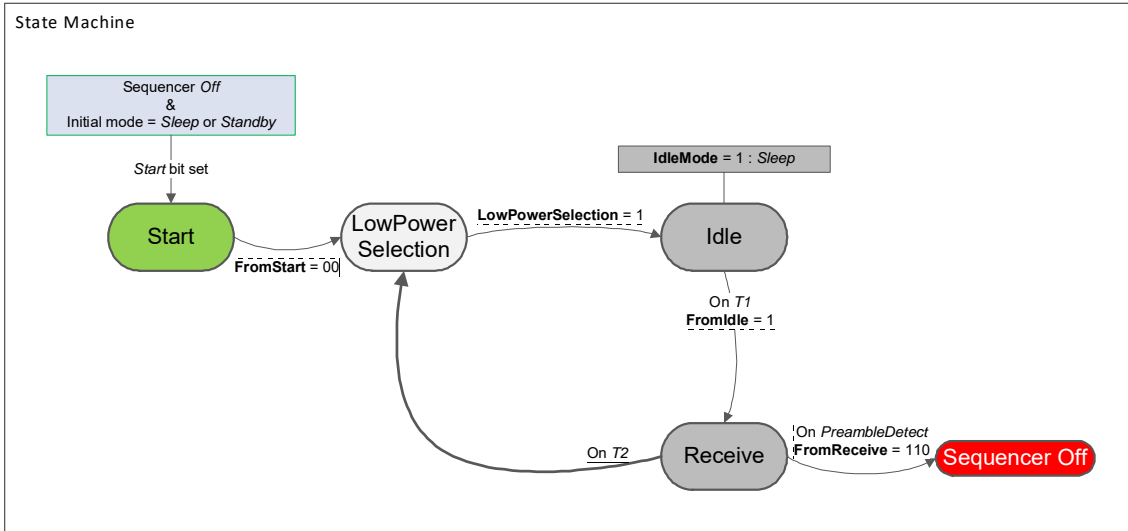 State Machine
Sequencer Off
&
Initial mode = Sleep or Standby
Start bit set
IdleMode = 1 : Sleep
Start
FromStart = 00
LowPower
Selection
LowPowerSelection = 1
Idle
On T1
FromIdle = 1
On T2
Receive
On PreambleDetect
FromReceive = 110
Sequencer Off